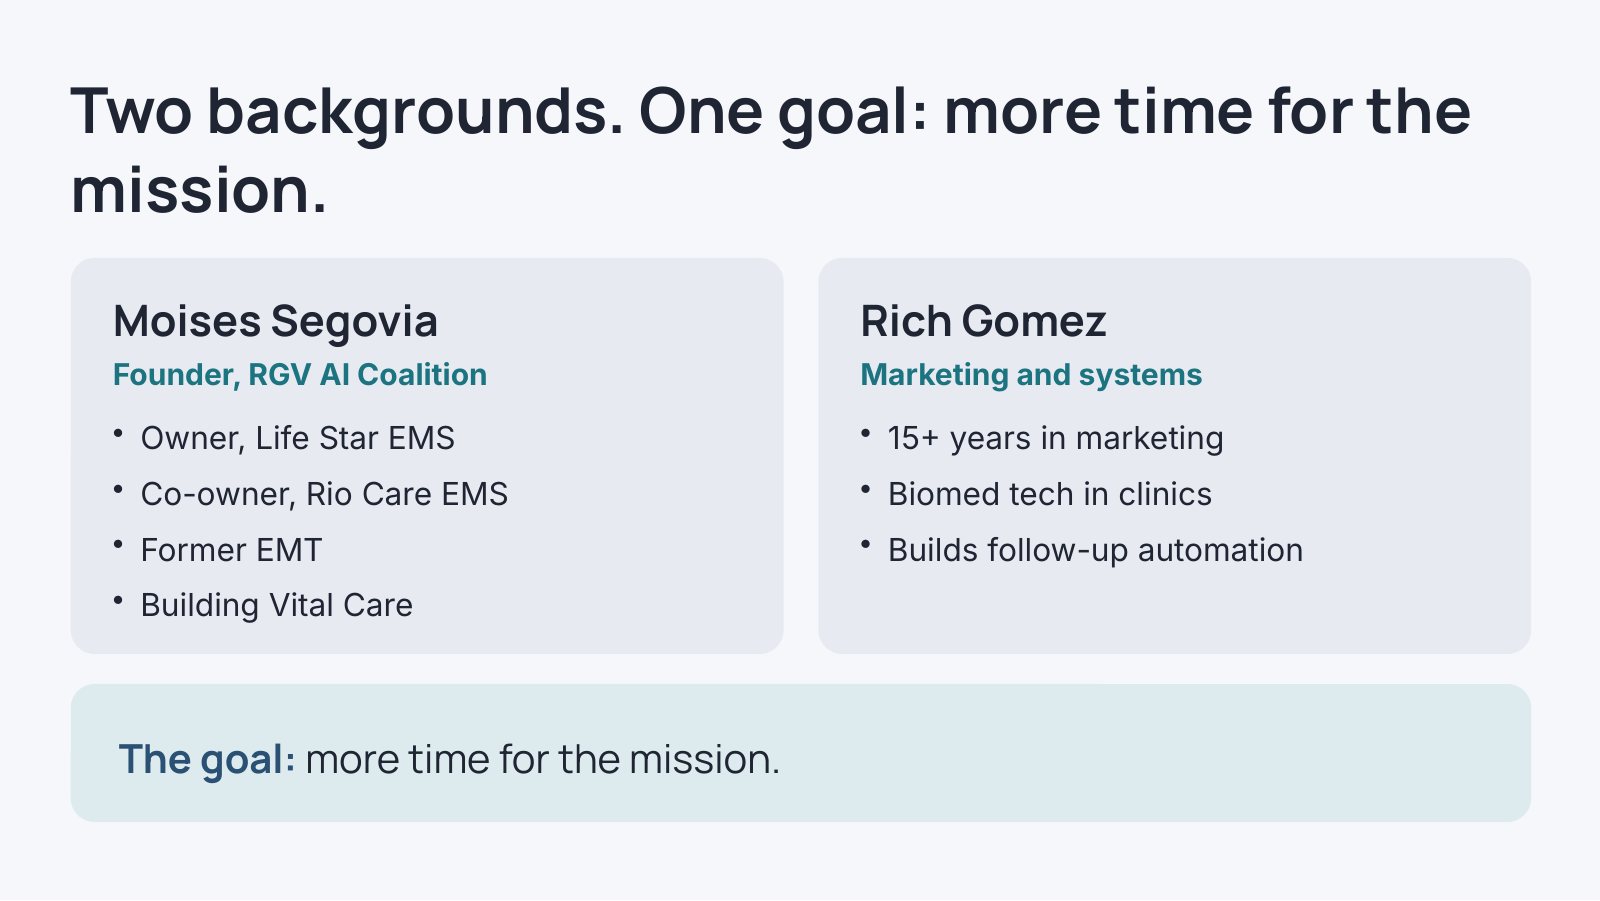 Two backgrounds. One goal: more time for the
mission.
Moises Segovia
Founder, RGV AI Coalition
• Owner, Life Star EMS
• Co-owner, Rio Care EMS
• Former EMT
• Building Vital Care
Rich Gomez
Marketing and systems
• 15+ years in marketing
• Biomed tech in clinics
• Builds follow-up automation
The goal: more time for the mission.